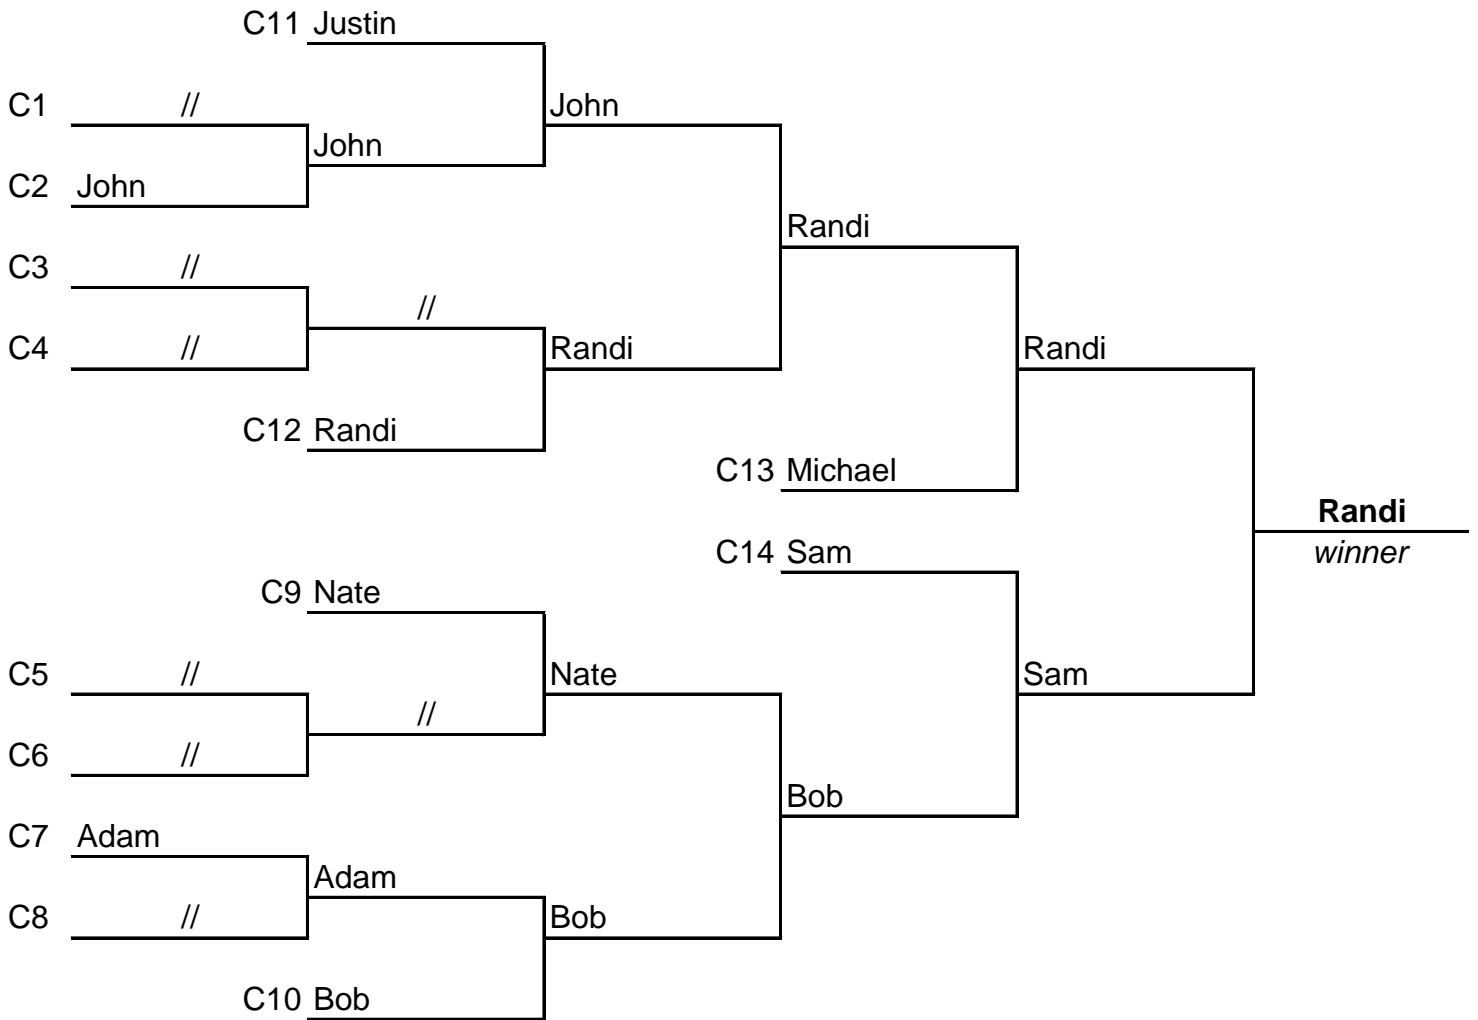 C11 Justin
C1 //
John
John
C2 John
Randi
C3 //
//
C4 //
Randi
Randi
C12 Randi
C13 Michael
Randi
winner
C14 Sam
C9 Nate
C5 //
Nate
Sam
//
C6 //
Bob
C7 Adam
Adam
C8 //
Bob
C10 Bob